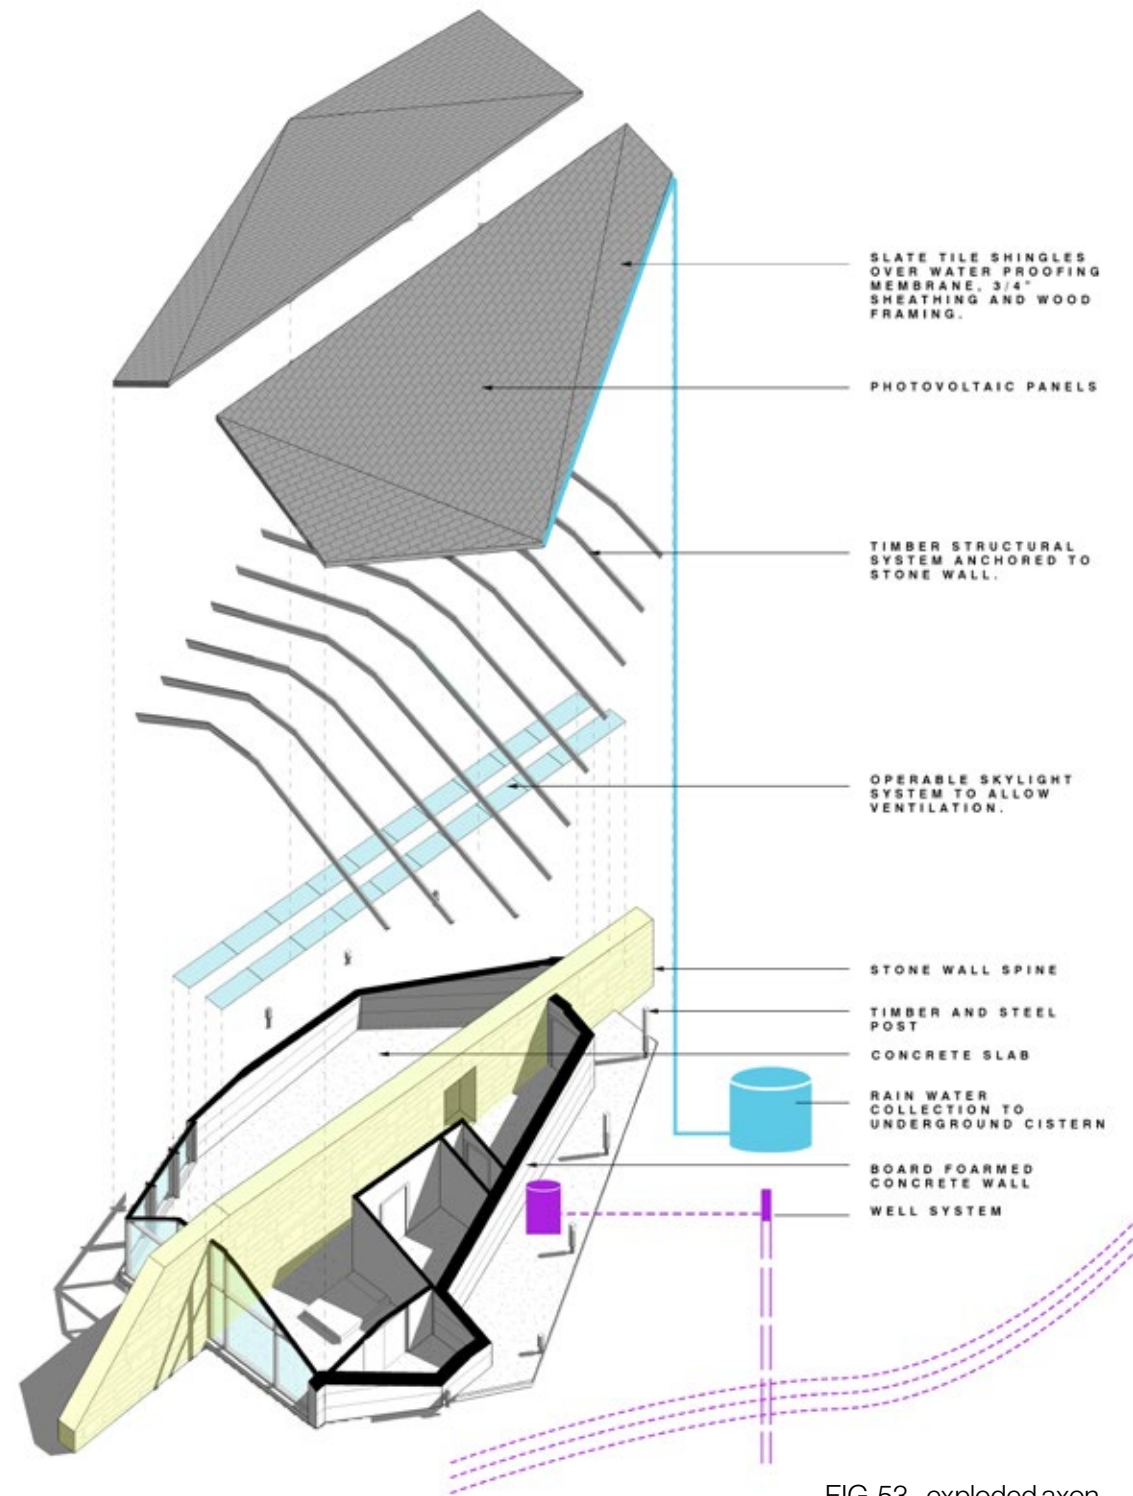 SLATE TILE SHINGLES
OVER WATER PROOFING
MEMBRANE, 3/4"
SHEATHING AND WOOD
FRAMING.
PHOTOVOLTAIC PANELS
TIMBER STRUCTURAL
SYSTEM ANCHORED TO
STONE WALL.
OPERABLE SKYLIGHT
SYSTEM TO ALLOW
VENTILATION.
STONE WALL SPINE
TIMBER AND STEEL
POST
CONCRETE SLAB
RAIN WATER
COLLECTION TO
UNDERGROUND CISTERN
BOARD FOARMED
CONCRETE WALL
WELL SYSTEM
FIG 53. exploded axon